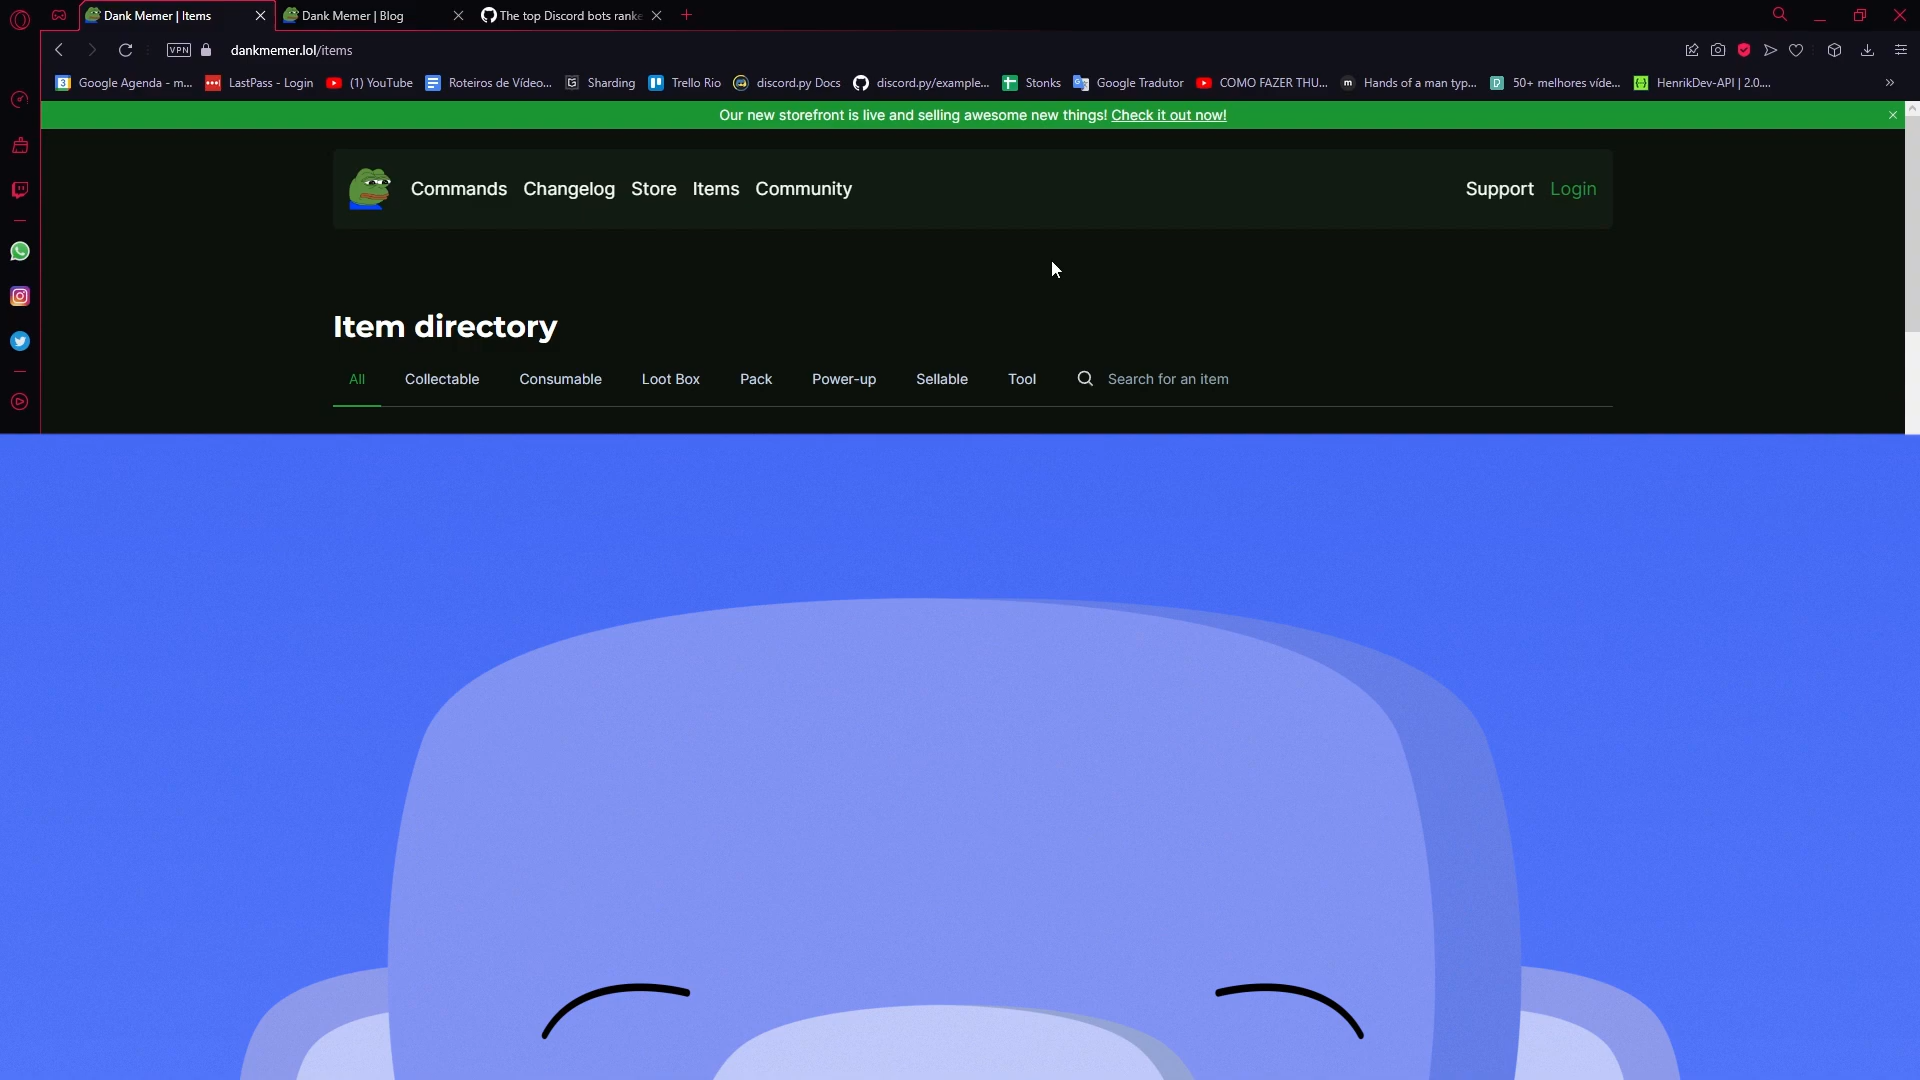 Dank Memer | Items
Dank Memer | Blog
The top Discord bots ranke
VPN
dankmemer.lol/items
Google Agenda - m...
LastPass - Login
(1) YouTube
Roteiros de Vídeo...
Sharding
Trello Rio
discord.py Docs
discord.py/example...
Stonks
Google Tradutor
COMO FAZER THU...
Hands of a man typ...
50+ melhores víde...
HenrikDev-API | 2.0....
Our new storefront is live and selling awesome new things! Check it out now!
Commands Changelog Store Items Community
Support Login
Item directory
All Collectable Consumable Loot Box Pack Power-up Sellable Tool Search for an item